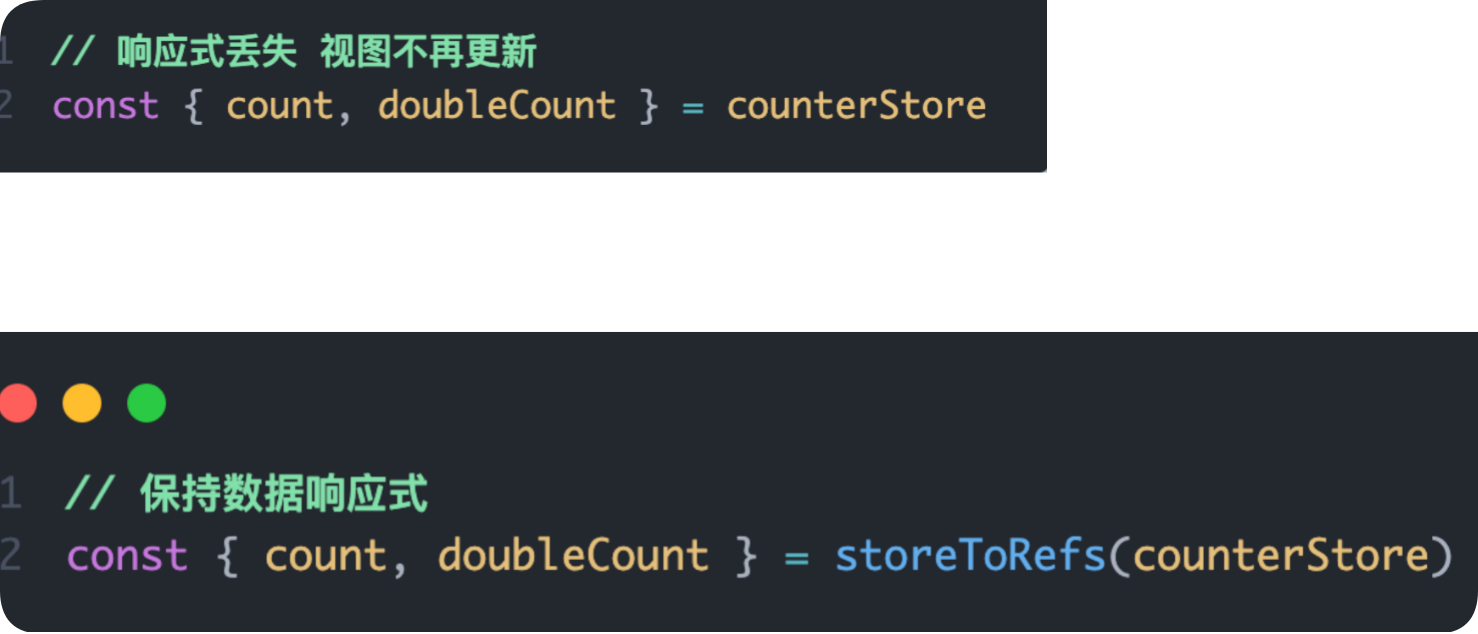 1 // 响应式丢失 视图不再更新
2 const { count, doubleCount } = counterStore
1 // 保持数据响应式
2 const { count, doubleCount } = storeToRefs(counterStore)